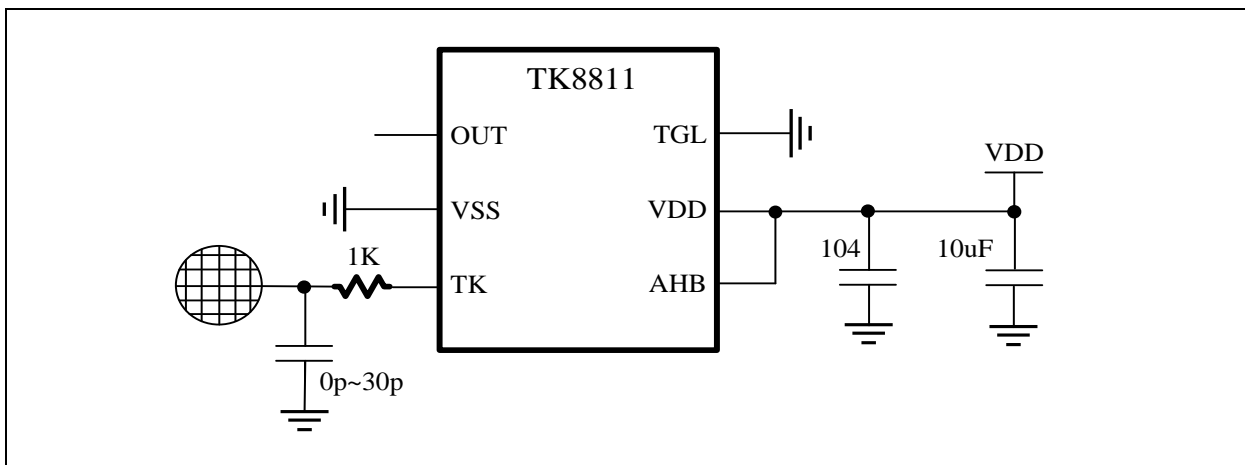 TK8811
OUT
TGL
VDD
VSS
VDD
1K
104
10uF
TK
AHB
0p~30p